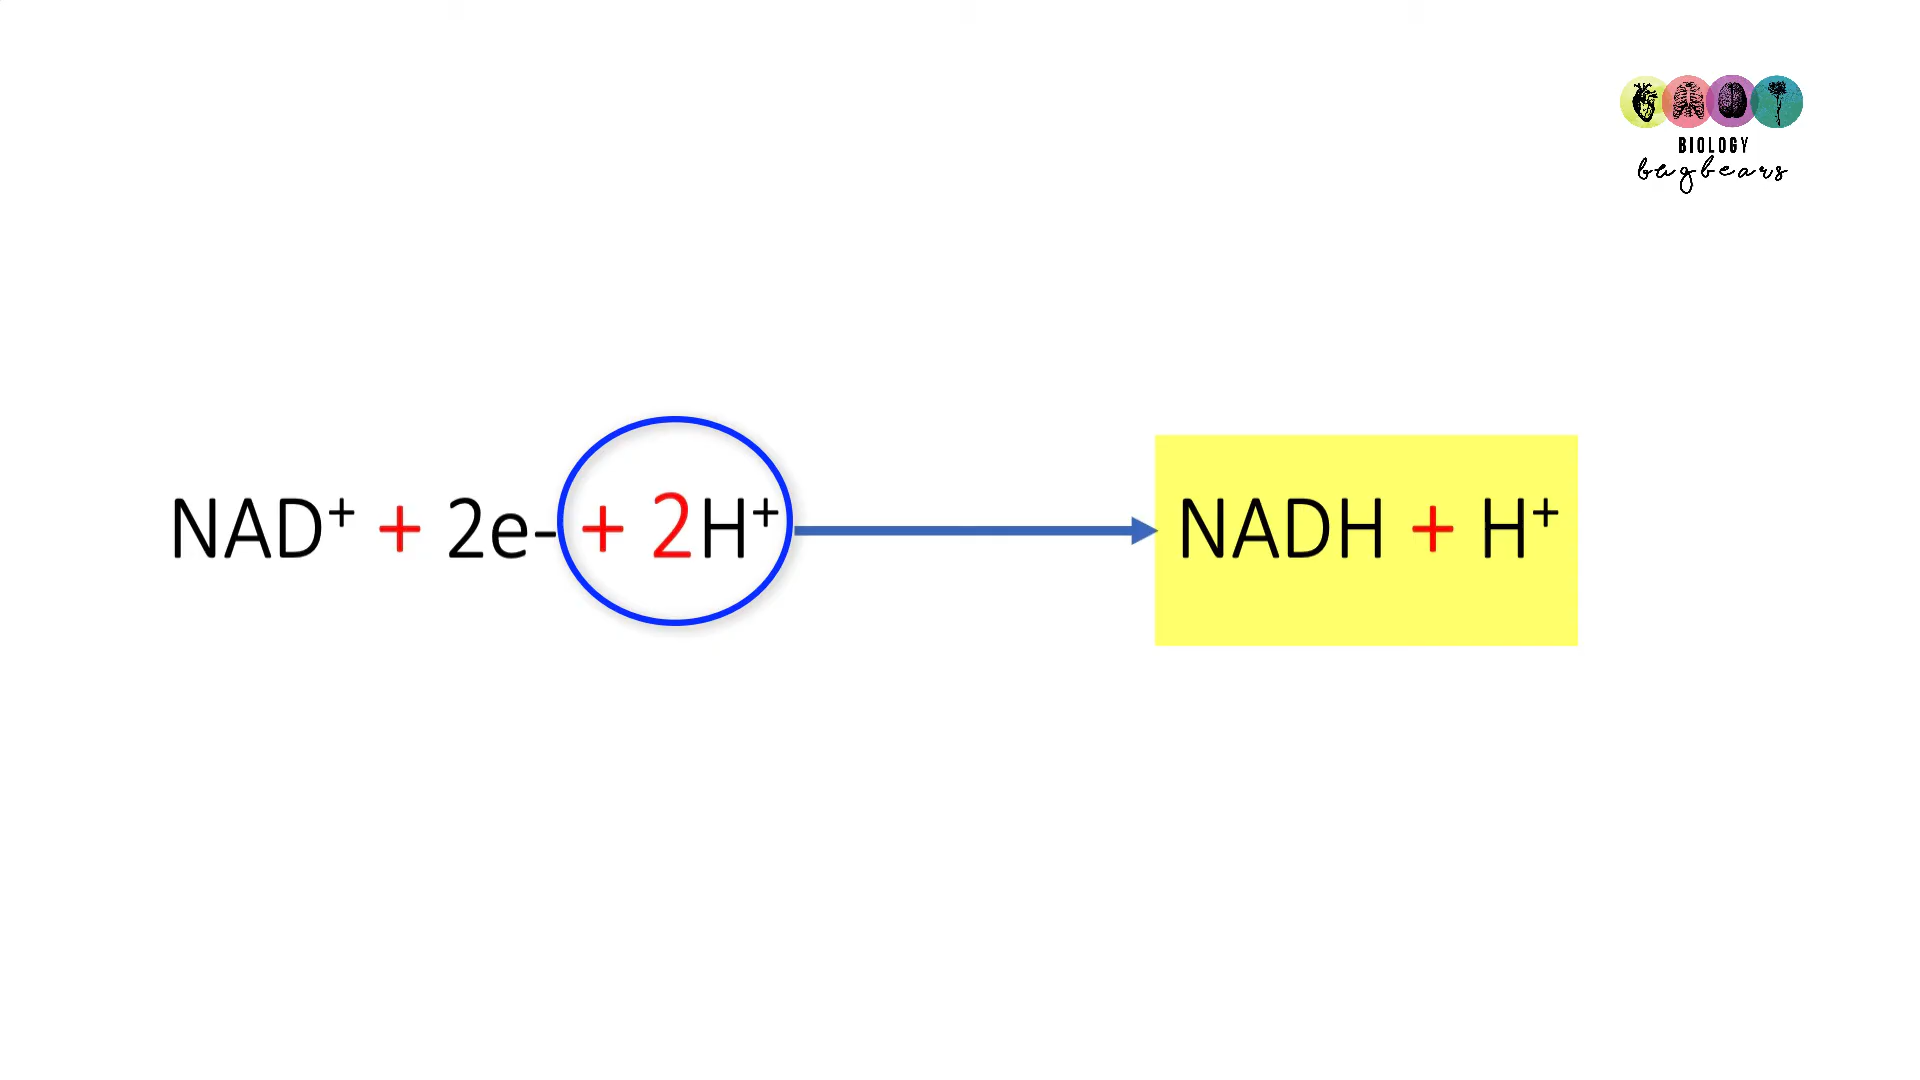 BIOLOGY
bugbears
NAD⁺ + 2e- + 2H⁺ NADH + H⁺